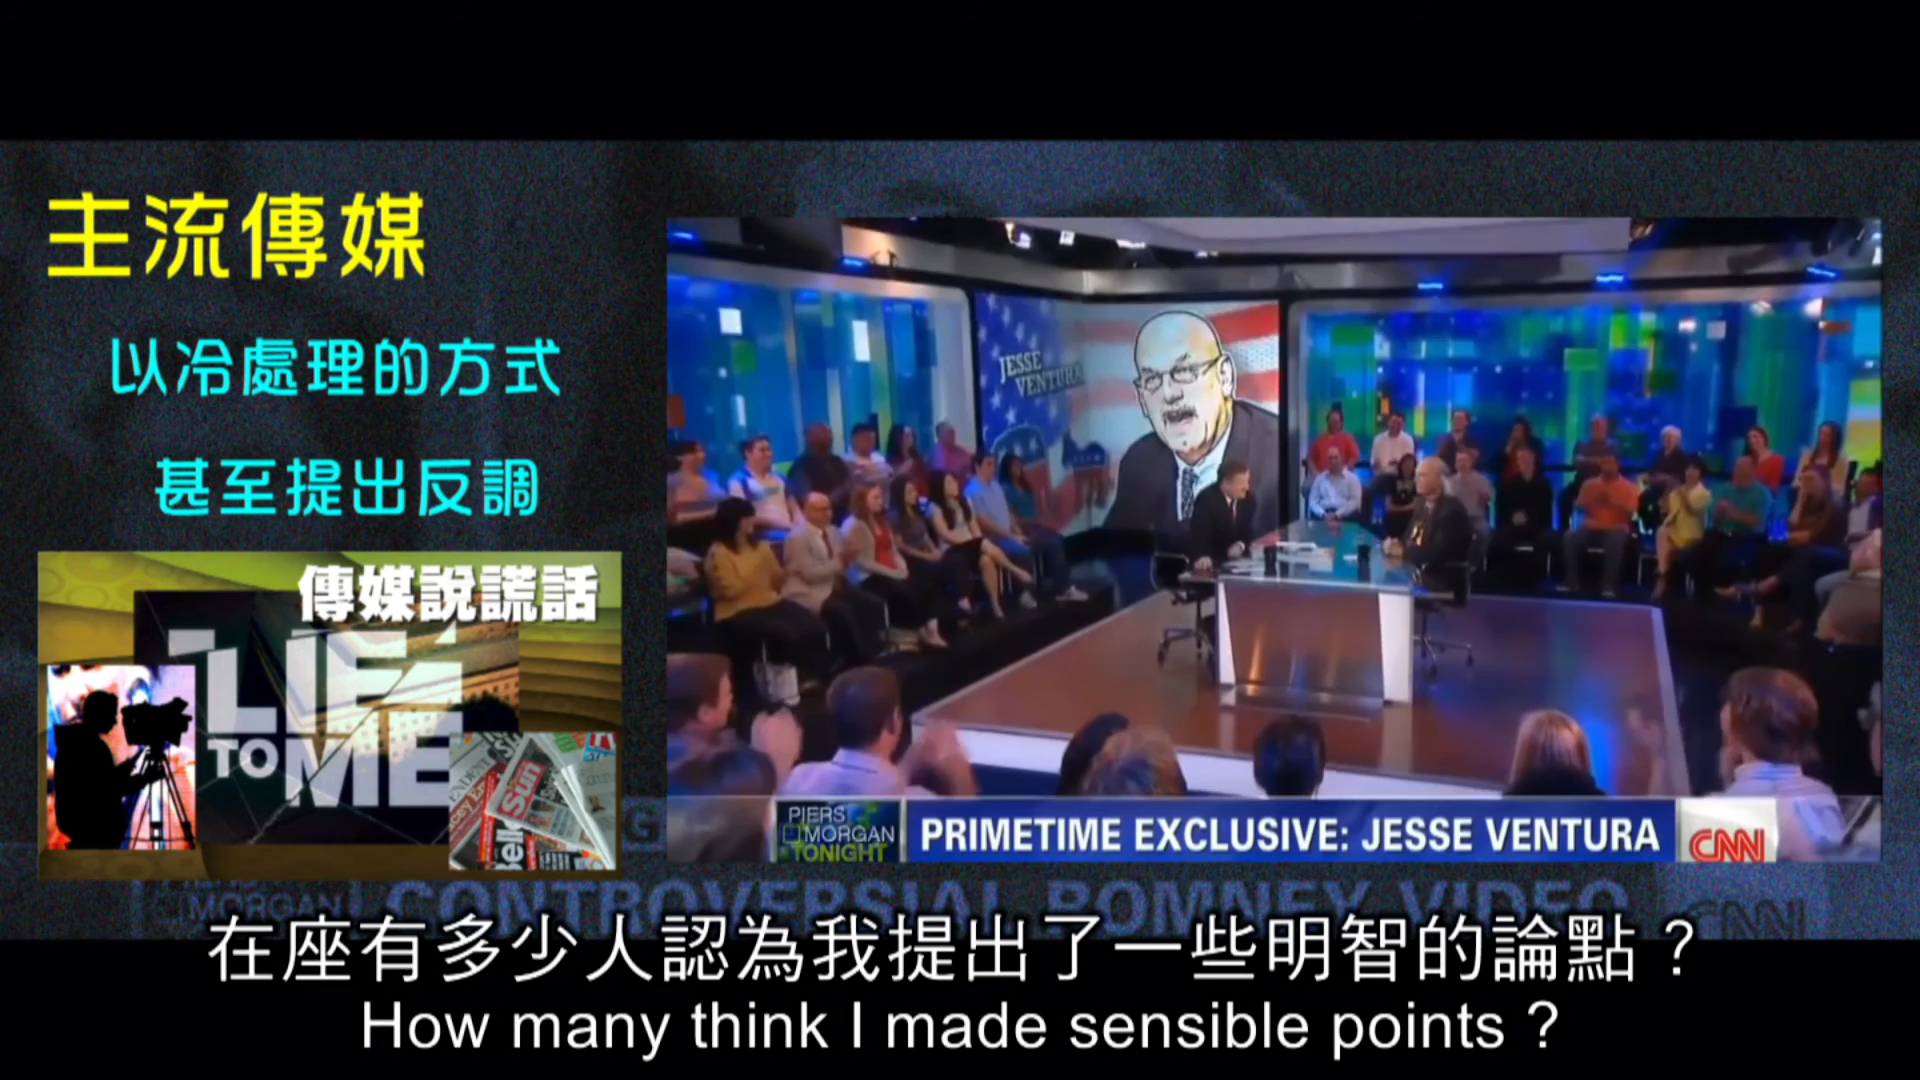 主流傳媒
以冷處理的方式
甚至提出反調
傳媒說謊話
LIE
TO ME
Sun
JESSE
VENTURA
PIERS
MORGAN
TONIGHT
PRIMETIME EXCLUSIVE: JESSE VENTURA
CNN
MORGAN
CONTROVERSIAL ROMNEY VIDEO
CNN
在座有多少人認為我提出了一些明智的論點？
How many think I made sensible points ?